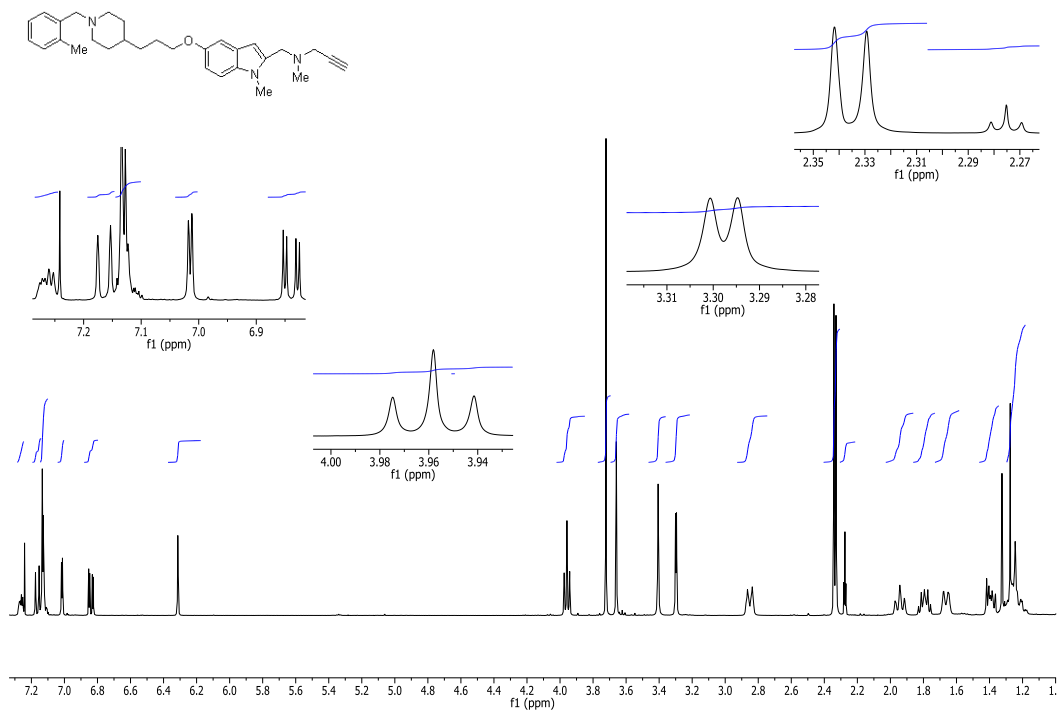 N
Me
O
N
Me
N
Me
2.35 2.33 2.31 2.29 2.27
f1 (ppm)
7.2 7.1 7.0 6.9
f1 (ppm)
3.31 3.30 3.29 3.28
f1 (ppm)
4.00 3.98 3.96 3.94
f1 (ppm)
7.2 7.0 6.8 6.6 6.4 6.2 6.0 5.8 5.6 5.4 5.2 5.0 4.8 4.6 4.4 4.2 4.0 3.8 3.6 3.4 3.2 3.0 2.8 2.6 2.4 2.2 2.0 1.8 1.6 1.4 1.2 1.
f1 (ppm)